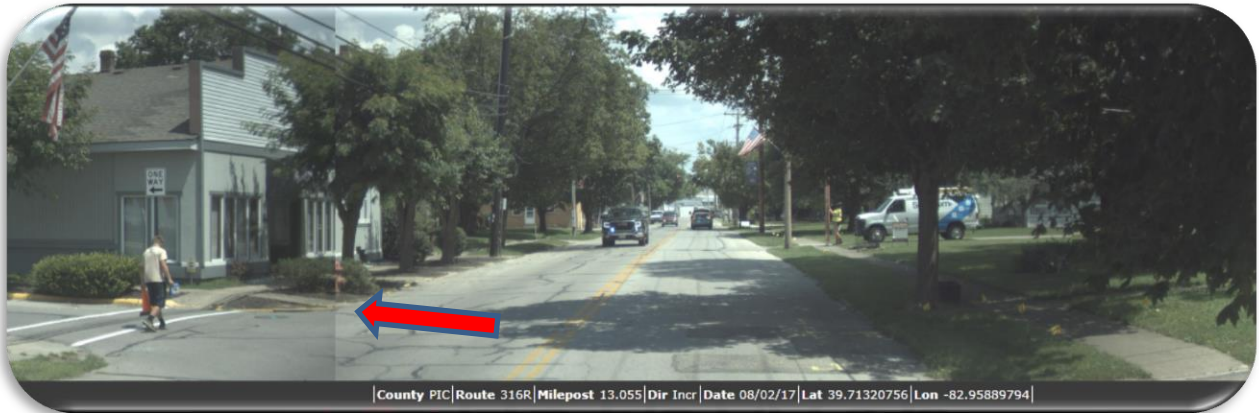 ONE
WAY
County PIC|Route 316R|Milepost 13.055|Dir Incr|Date 08/02/17|Lat 39.71320756|Lon -82.95889794|